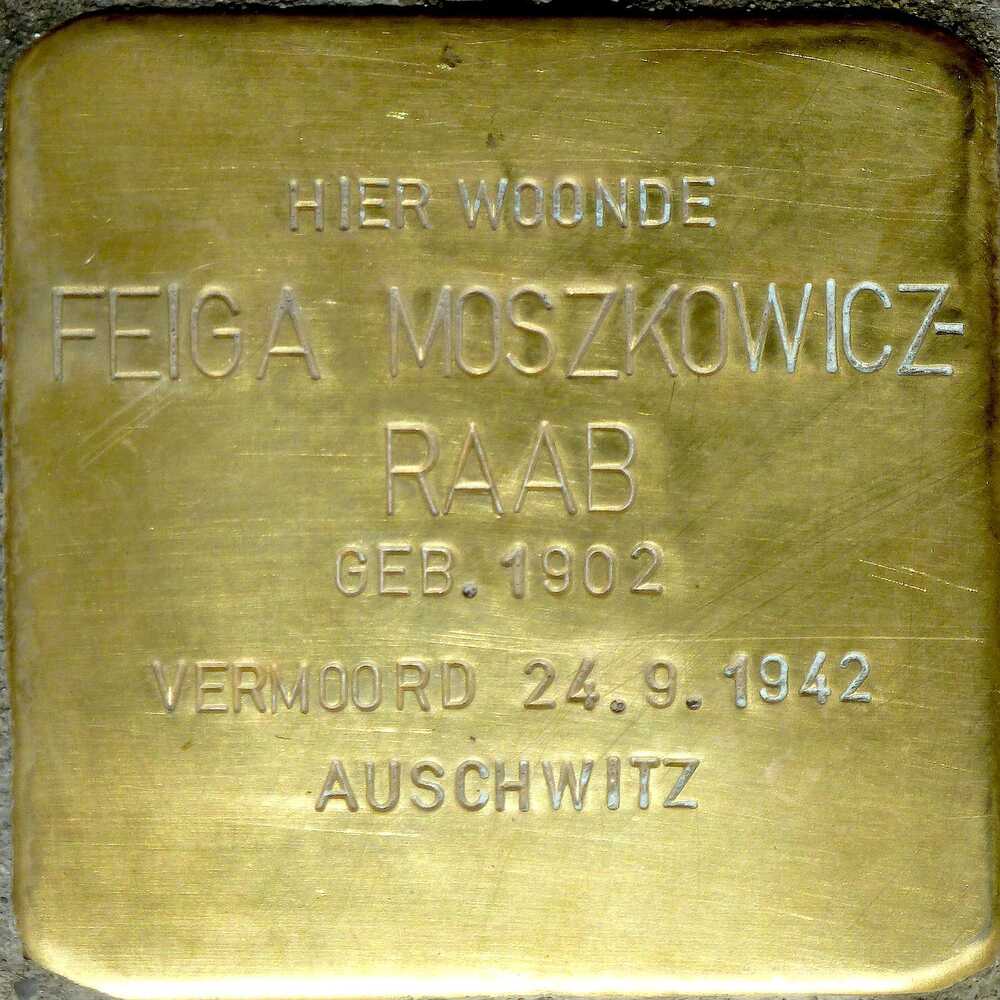 HIER WOONDE
FEIGA MOSZKOWICZ-
RAAB
GEB. 1902
VERMOORD 24.9.1942
AUSCHWITZ